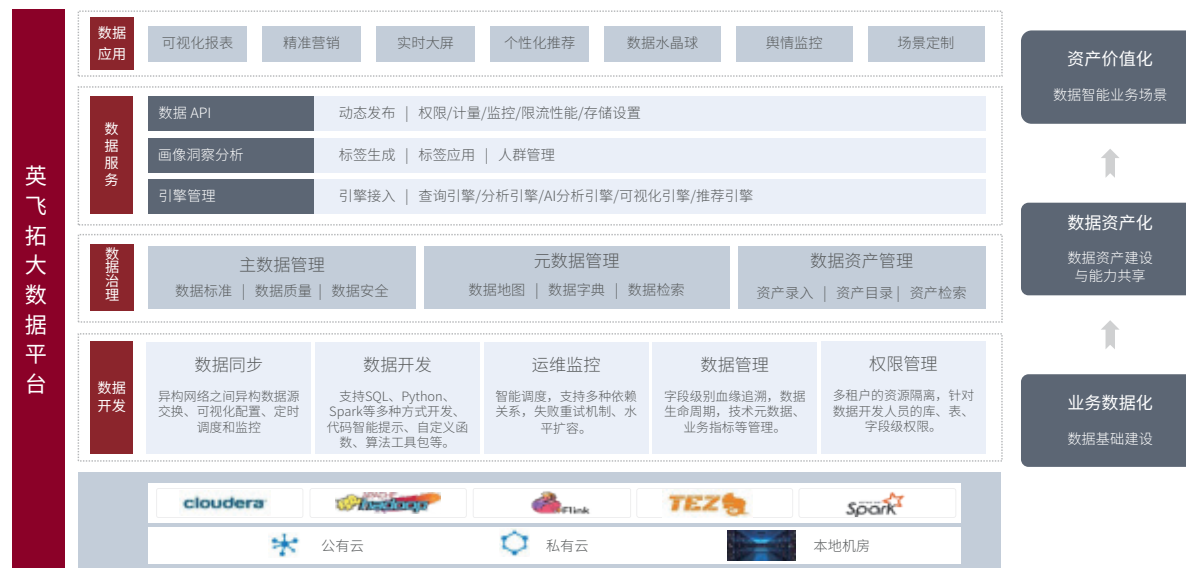 英飞拓大数据平台
数据
应用
可视化报表
精准营销
实时大屏
个性化推荐
数据水晶球
舆情监控
场景定制
数据服务
数据 API
动态发布 | 权限/计量/监控/限流性能/存储设置
画像洞察分析
标签生成 | 标签应用 | 人群管理
引擎管理
引擎接入 | 查询引擎/分析引擎/AI分析引擎/可视化引擎/推荐引擎
数据治理
主数据管理
数据标准 | 数据质量 | 数据安全
元数据管理
数据地图 | 数据字典 | 数据检索
数据资产管理
资产录入 | 资产目录 | 资产检索
数据
开发
数据同步
异构网络之间异构数据源
交换、可视化配置、定时
调度和监控
数据开发
支持SQL、Python、
Spark等多种方式开发、
代码智能提示、自定义函
数、算法工具包等。
运维监控
智能调度，支持多种依赖
关系，失败重试机制、水
平扩容。
数据管理
字段级别血缘追溯，数据
生命周期，技术元数据、
业务指标等管理。
权限管理
多租户的资源隔离，针对
数据开发人员的库、表、
字段级权限。
cloudera
APACHE
hadoop
Flink
TEZ
Spark
公有云
私有云
本地机房
资产价值化
数据智能业务场景
数据资产化
数据资产建设
与能力共享
业务数据化
数据基础建设